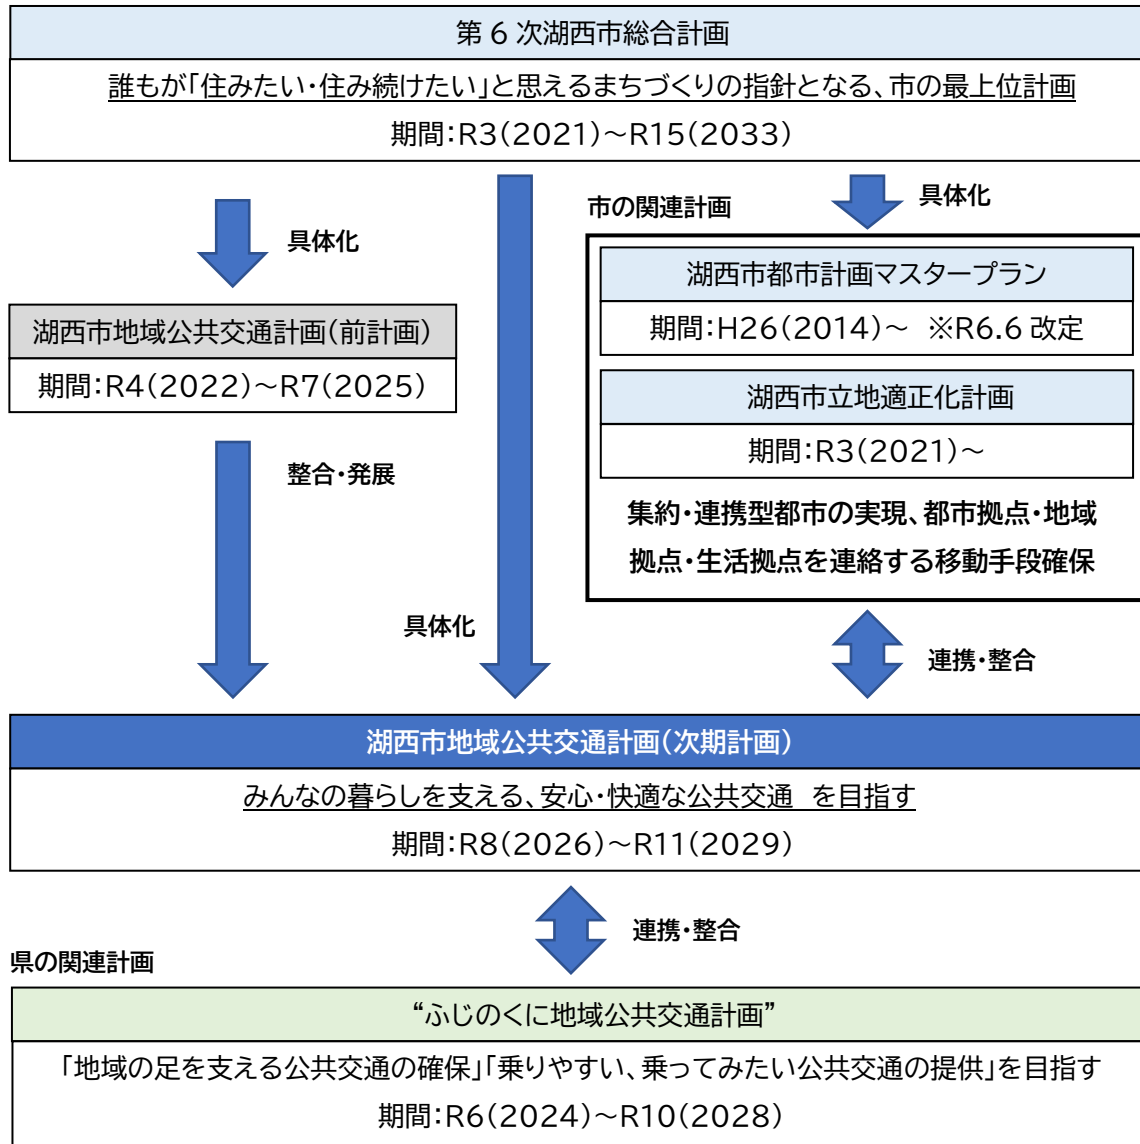 第6次湖西市総合計画
誰もが「住みたい・住み続けたい」と思えるまちづくりの指針となる、市の最上位計画
期間:R3(2021)～R15(2033)
具体化
市の関連計画
具体化
湖西市都市計画マスタープラン
期間:H26(2014)～ ※R6.6改定
湖西市地域公共交通計画(前計画)
期間:R4(2022)～R7(2025)
湖西市立地適正化計画
期間:R3(2021)～
整合・発展
集約・連携型都市の実現、都市拠点・地域
拠点・生活拠点を連絡する移動手段確保
具体化
連携・整合
湖西市地域公共交通計画(次期計画)
みんなの暮らしを支える、安心・快適な公共交通 を目指す
期間:R8(2026)～R11(2029)
連携・整合
県の関連計画
“ふじのくに地域公共交通計画”
「地域の足を支える公共交通の確保」「乗りやすい、乗ってみたい公共交通の提供」を目指す
期間:R6(2024)～R10(2028)